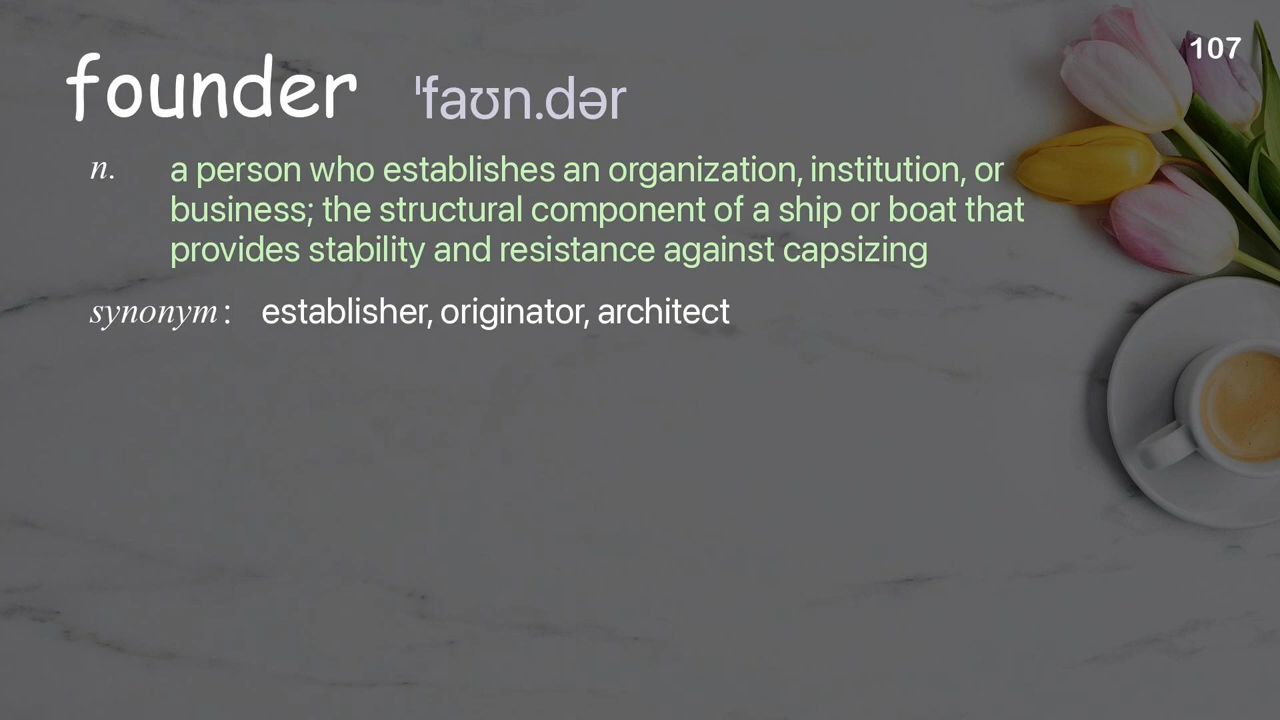 107
founder ˈfaʊn.dər
n. a person who establishes an organization, institution, or
business; the structural component of a ship or boat that
provides stability and resistance against capsizing
synonym: establisher, originator, architect